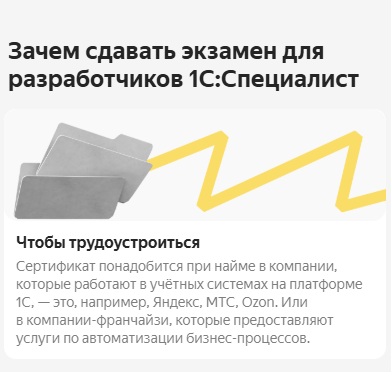 Зачем сдавать экзамен для
разработчиков 1С:Специалист
Чтобы трудоустроиться
Сертификат понадобится при найме в компании,
которые работают в учётных системах на платформе
1С, — это, например, Яндекс, МТС, Ozon. Или
в компании-франчайзи, которые предоставляют
услуги по автоматизации бизнес-процессов.